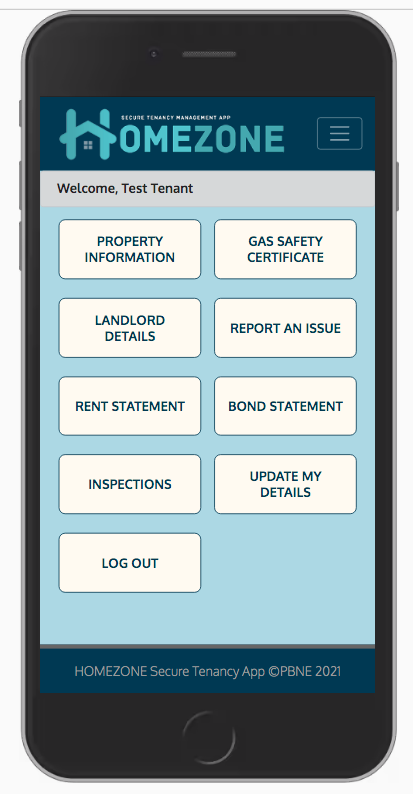 SECURE TENANCY MANAGEMENT APP
HOMEZONE
Welcome, Test Tenant
PROPERTY
INFORMATION
GAS SAFETY
CERTIFICATE
LANDLORD
DETAILS
REPORT AN ISSUE
RENT STATEMENT
BOND STATEMENT
INSPECTIONS
UPDATE MY
DETAILS
LOG OUT
HOMEZONE Secure Tenancy App ©PBNE 2021